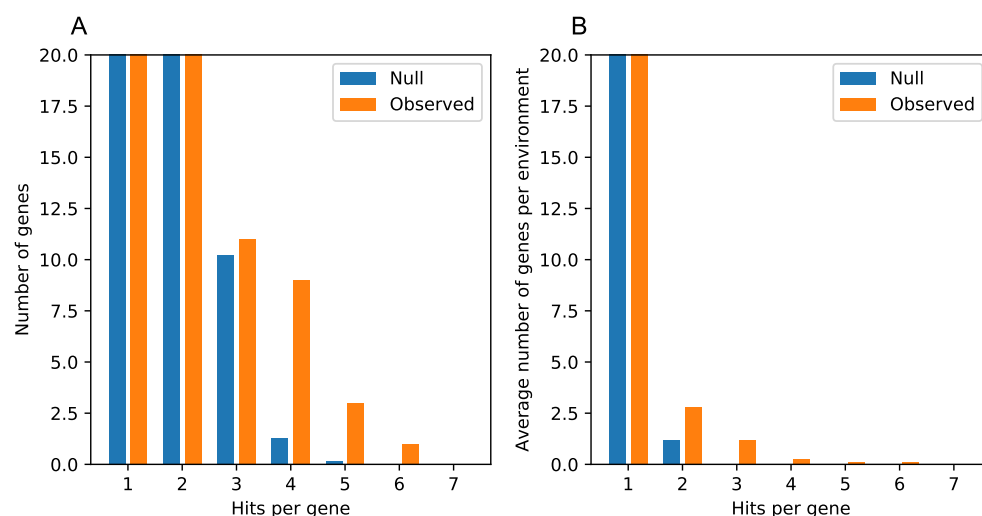 A
20.0
17.5
15.0
12.5
10.0
7.5
5.0
2.5
0.0
Number of genes
1 2 3 4 5 6 7
Hits per gene
Null
Observed
B
20.0
17.5
15.0
12.5
10.0
7.5
5.0
2.5
0.0
Average number of genes per environment
1 2 3 4 5 6 7
Hits per gene
Null
Observed